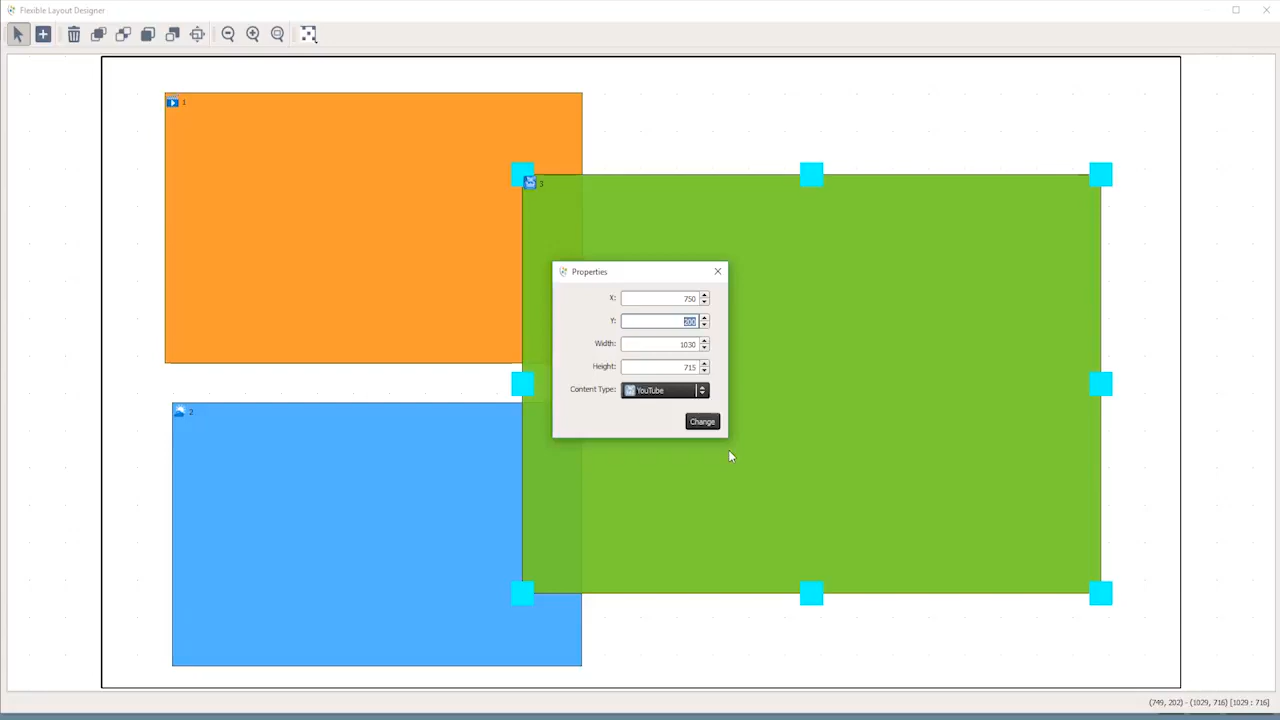 Flexible Layout Designer
1
3
Properties
X: 750
Y: 200
Width: 1030
Height: 715
Content Type: YouTube
Change
2
(749, 202) - (1029, 716) [1029 : 716]